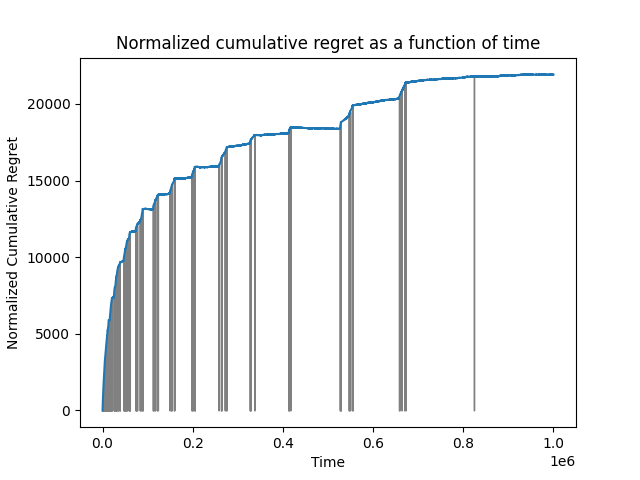 Normalized cumulative regret as a function of time
Normalized Cumulative Regret
20000
15000
10000
5000
0
0.0 0.2 0.4 0.6 0.8 1.0
1e6
Time